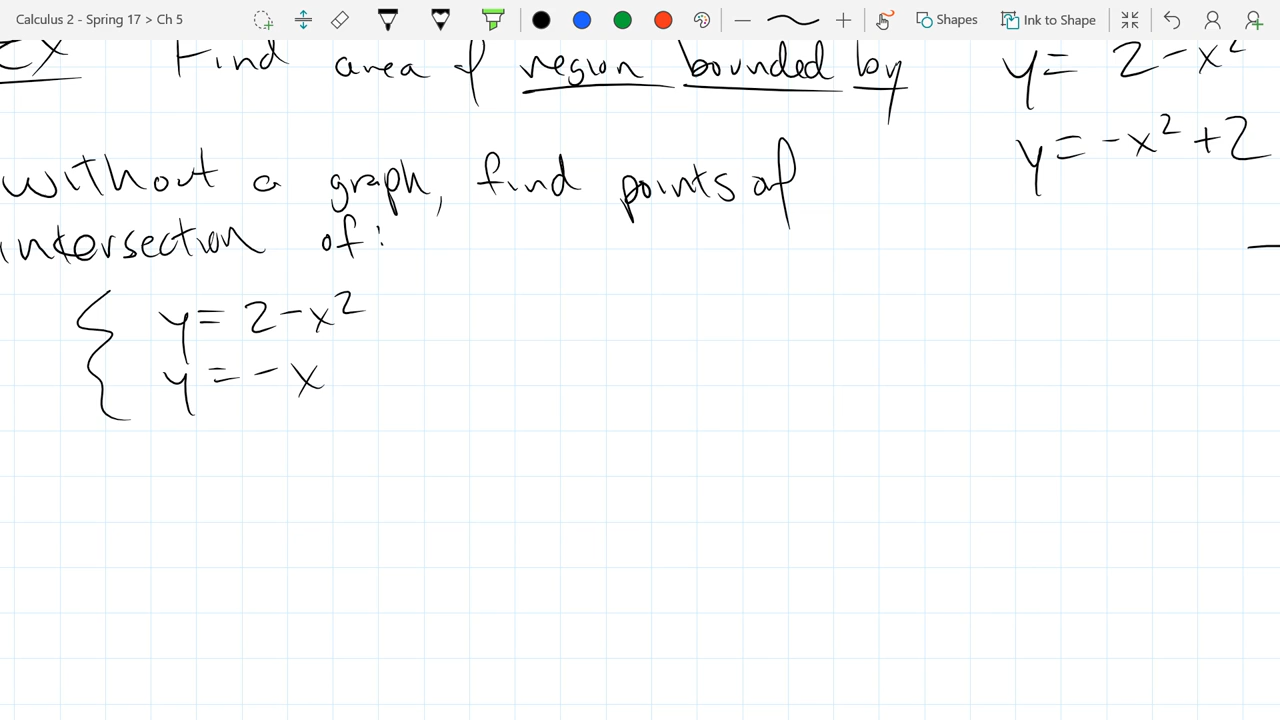 Calculus 2 - Spring 17 > Ch 5
Shapes
Ink to Shape
Ex Find area of region bounded by y = 2 - x²
y = -x² + 2
Without a graph, find points of
intersection of:
y = 2 - x²
y = -x